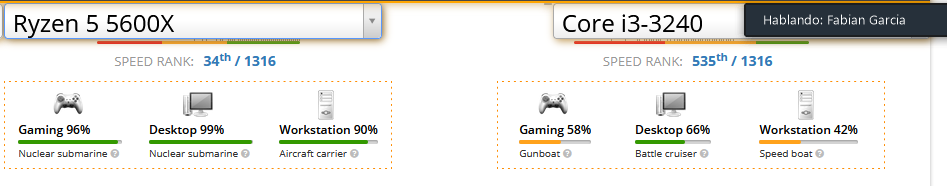 Ryzen 5 5600X
Core i3-3240
Hablando: Fabian Garcia
SPEED RANK: 34th / 1316
SPEED RANK: 535th / 1316
Gaming 96%
Desktop 99%
Workstation 90%
Nuclear submarine
Nuclear submarine
Aircraft carrier
Gaming 58%
Desktop 66%
Workstation 42%
Gunboat
Battle cruiser
Speed boat